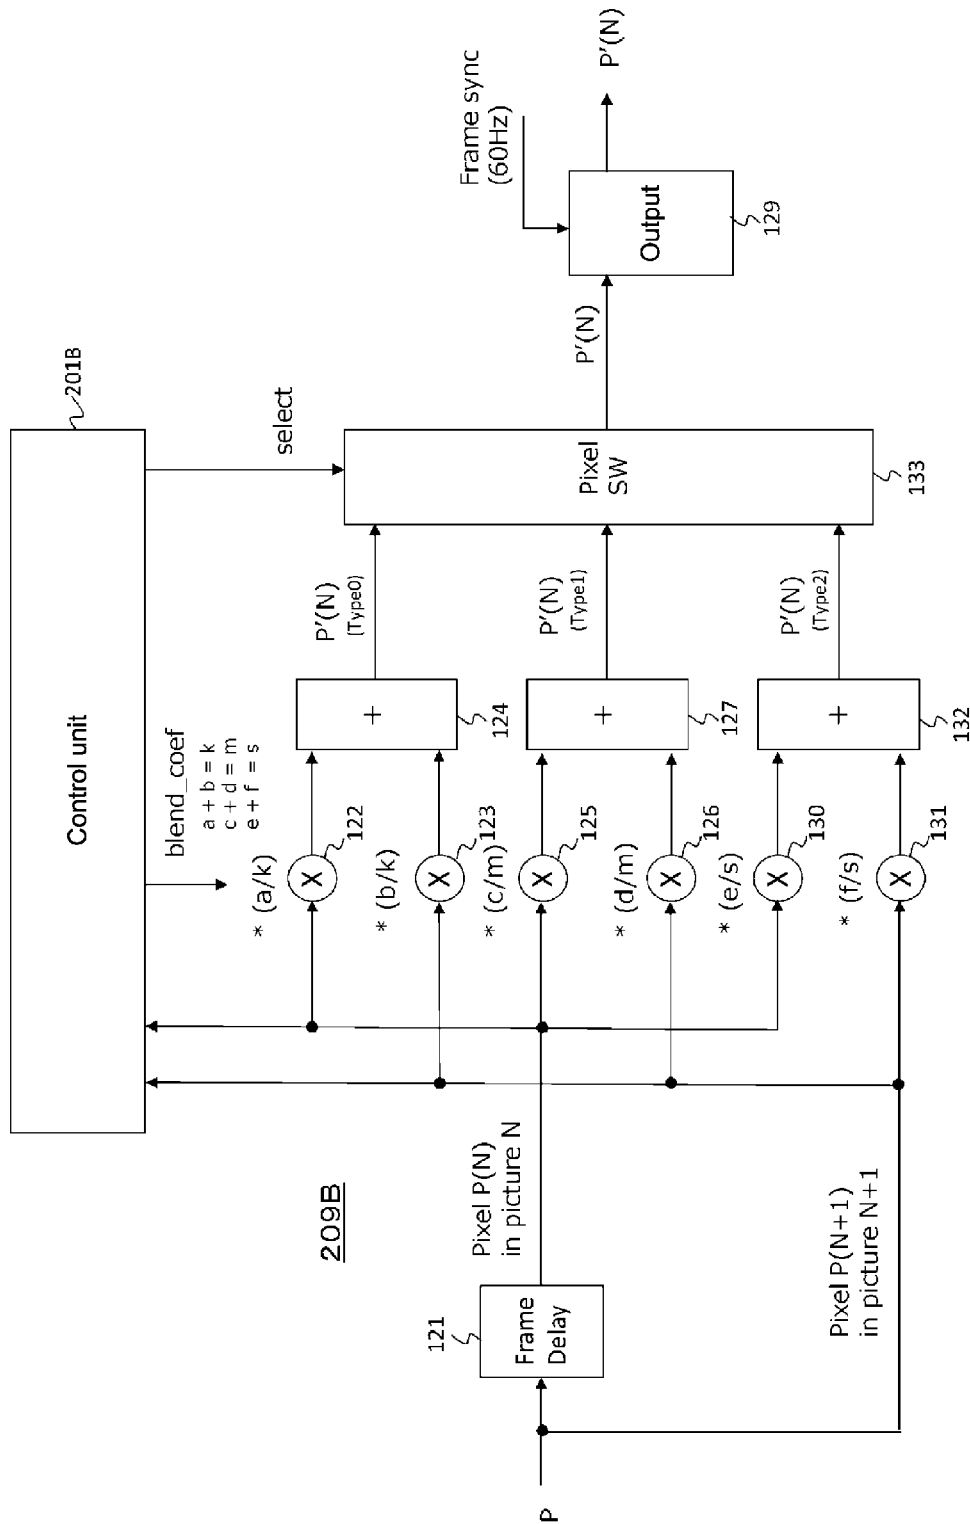 Control unit
201B
blend_coef
a + b = k
c + d = m
e + f = s
select
Frame sync
(60Hz)
* (a/k)
122
* (b/k)
123
* (c/m)
125
* (d/m)
126
* (e/s)
130
* (f/s)
131
X
X
X
X
X
X
+
124
+
127
+
132
P'(N)
(Type0)
P'(N)
(Type1)
P'(N)
(Type2)
Pixel
SW
133
P'(N)
Output
129
P'(N)
209B
P
121
Frame
Delay
Pixel P(N)
in picture N
Pixel P(N+1)
in picture N+1